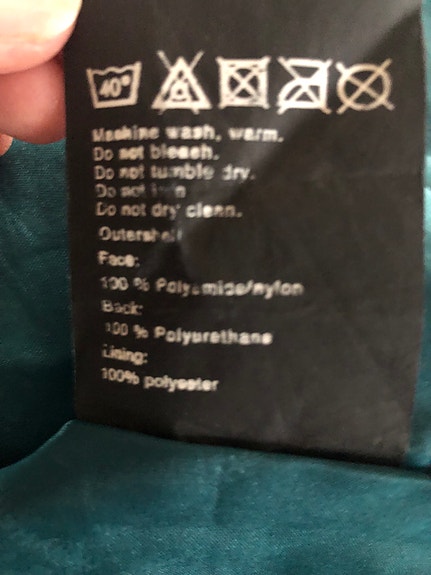 40°
Machine wash, warm.
Do not bleach.
Do not tumble dry.
Do not iron
Do not dry clean.
Outershell
Face:
100 % Polyamide/nylon
Back:
100 % Polyurethane
Lining:
100% polyester